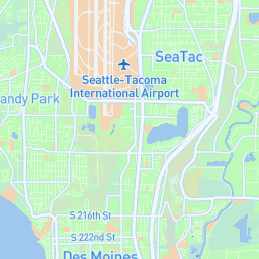 SeaTac
Seattle-Tacoma
International Airport
andy Park
S 216th St
S 222nd St
Des Moines